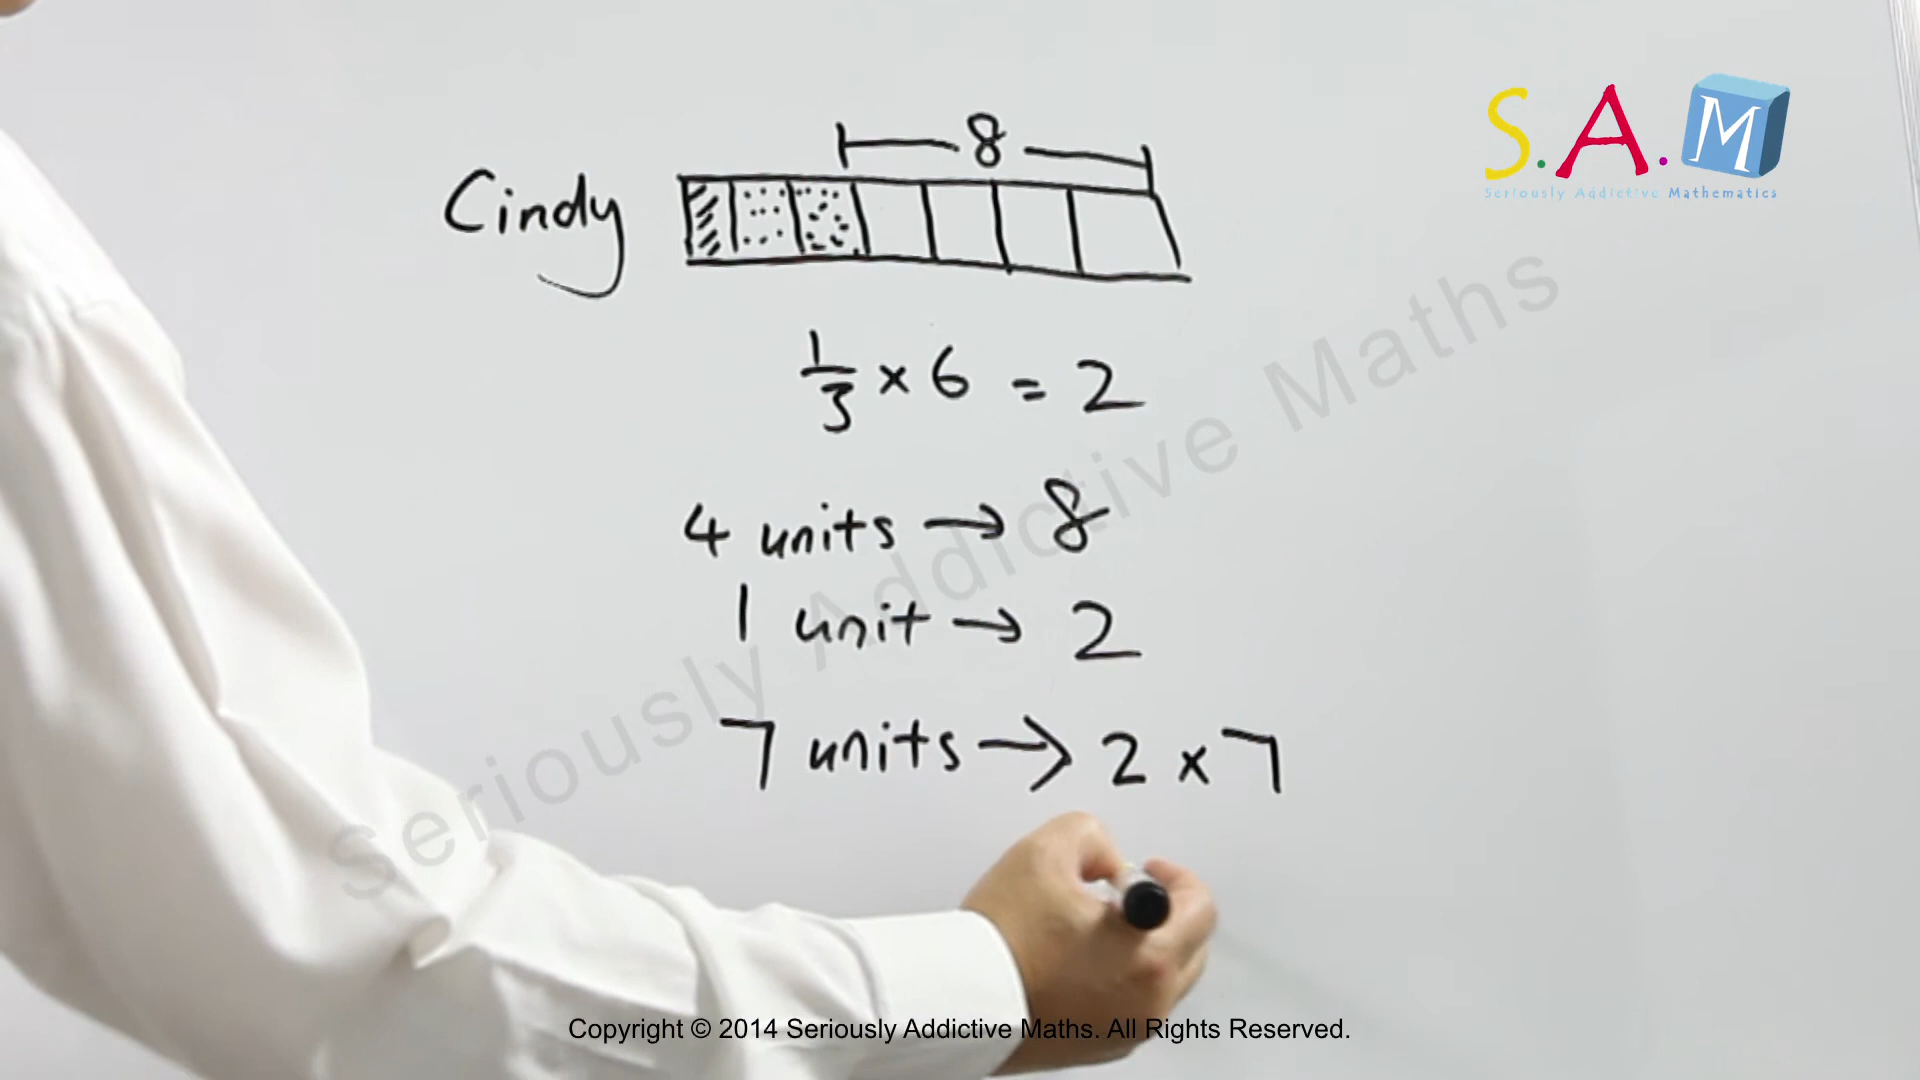 S.A.M
Seriously Addictive Mathematics
8
Cindy
1/3 × 6 = 2
4 units → 8
1 unit → 2
7 units → 2 × 7
Seriously Addictive Maths
Copyright © 2014 Seriously Addictive Maths. All Rights Reserved.